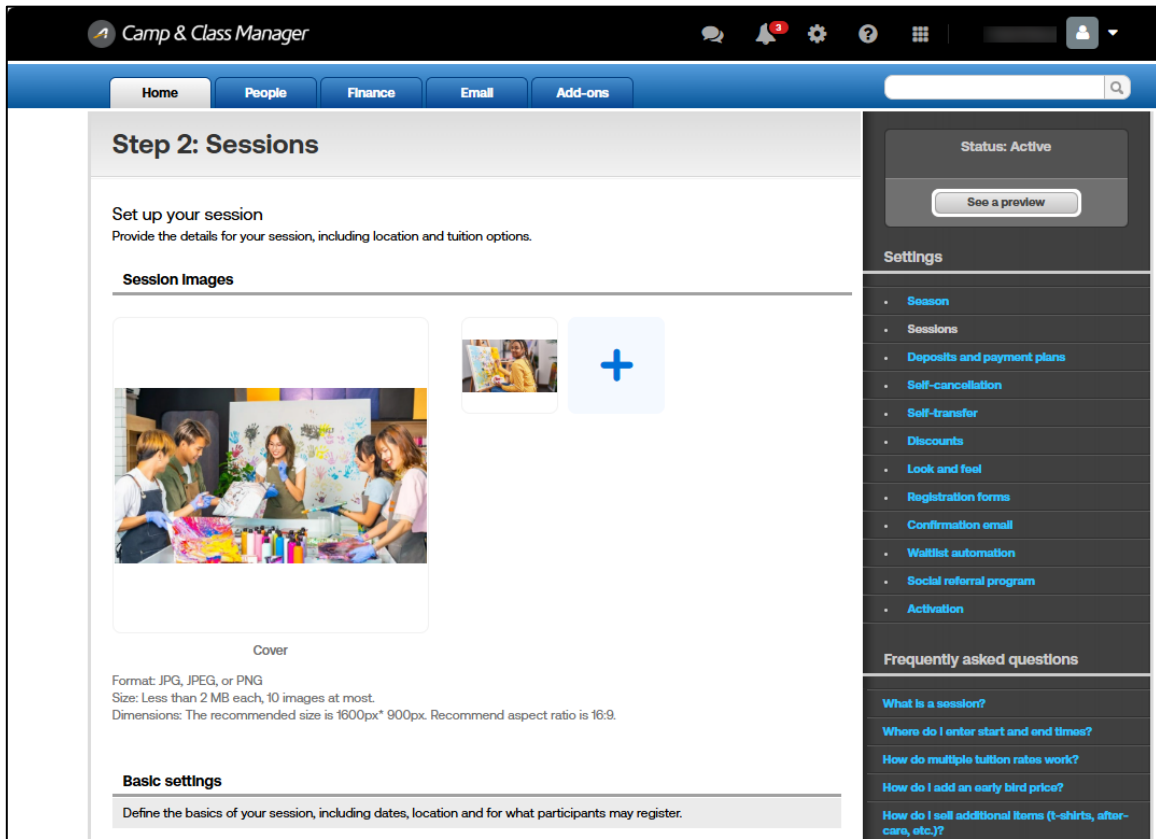 Camp & Class Manager
3
Home
People
Finance
Email
Add-ons
Step 2: Sessions
Set up your session
Provide the details for your session, including location and tuition options.
Session images
Cover
Format: JPG, JPEG, or PNG
Size: Less than 2 MB each, 10 images at most.
Dimensions: The recommended size is 1600px* 900px. Recommend aspect ratio is 16:9.
Basic settings
Define the basics of your session, including dates, location and for what participants may register.
Status: Active
See a preview
Settings
Season
Sessions
Deposits and payment plans
Self-cancellation
Self-transfer
Discounts
Look and feel
Registration forms
Confirmation email
Waitlist automation
Social referral program
Activation
Frequently asked questions
What is a session?
Where do I enter start and end times?
How do multiple tuition rates work?
How do I add an early bird price?
How do I sell additional items (t-shirts, after-
care, etc.)?